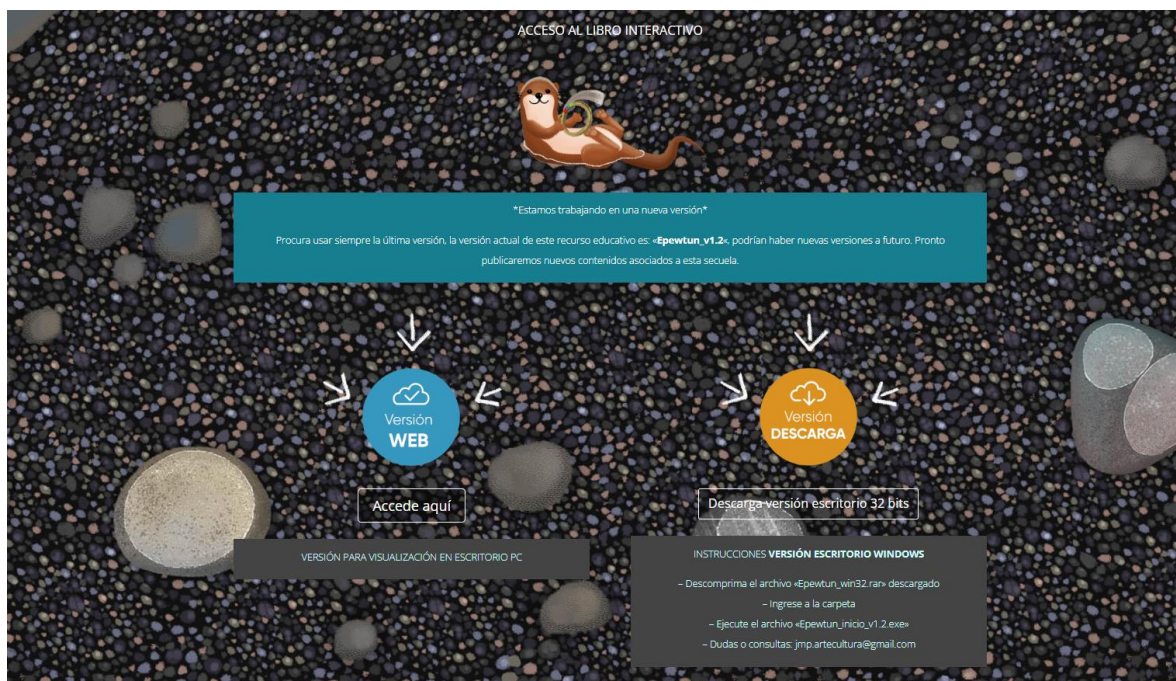 ACCESO AL LIBRO INTERACTIVO
*Estamos trabajando en una nueva versión*
Procura usar siempre la última versión, la versión actual de este recurso educativo es: «Epewtun_v1.2«, podrían haber nuevas versiones a futuro. Pronto
publicaremos nuevos contenidos asociados a esta secuela.
Versión
WEB
Accede aquí
VERSIÓN PARA VISUALIZACIÓN EN ESCRITORIO PC
Versión
DESCARGA
Descarga versión escritorio 32 bits
INSTRUCCIONES VERSIÓN ESCRITORIO WINDOWS
– Descomprima el archivo «Epewtun_win32.rar» descargado
– Ingrese a la carpeta
– Ejecute el archivo «Epewtun_inicio_v1.2.exe»
– Dudas o consultas: jmp.artecultura@gmail.com